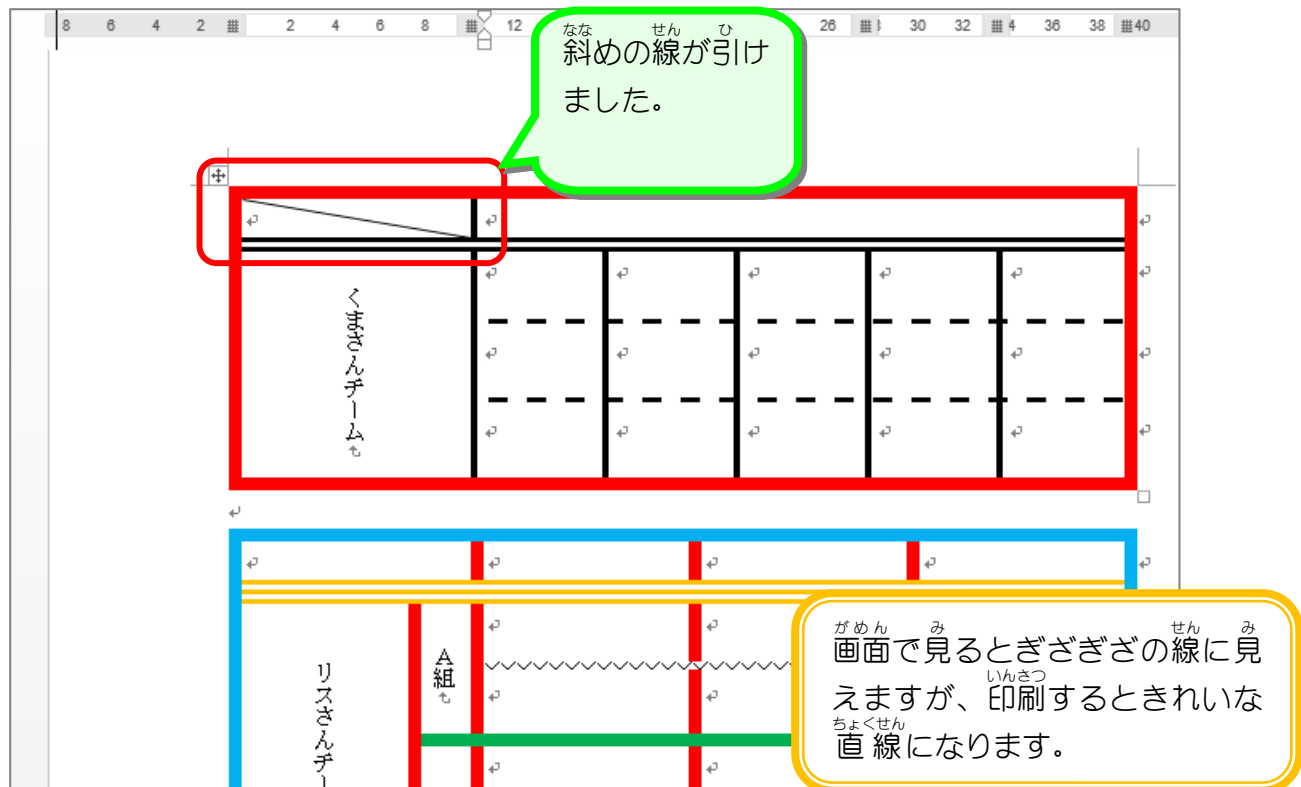 8 6 4 2 2 4 6 8 12 26 30 32 4 36 38 40
なな せん ひ
斜めの線が引け
ました。
くまさんチーム
A組
リスさんチー
がめん み せん み
画面で見るとぎざぎざの線に見
いんさつ
えますが、印刷するときれいな
ちょくせん
直線になります。